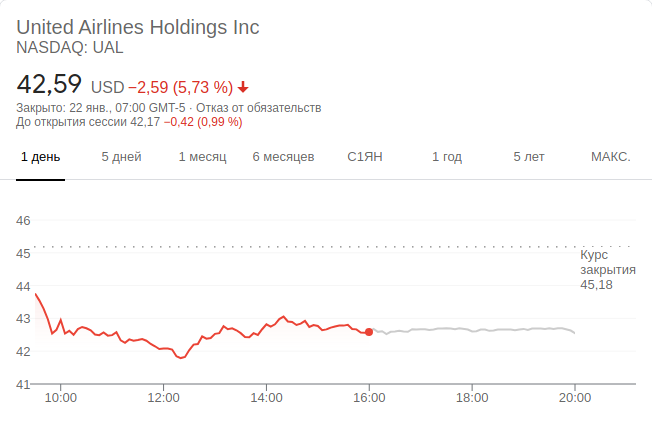 United Airlines Holdings Inc
NASDAQ: UAL
42,59 USD −2,59 (5,73 %)
Закрыто: 22 янв., 07:00 GMT-5 · Отказ от обязательств
До открытия сессии 42,17 −0,42 (0,99 %)
1 день 5 дней 1 месяц 6 месяцев С1ЯН 1 год 5 лет МАКС.
46
45
Курс
закрытия
45,18
44
43
42
41
10:00 12:00 14:00 16:00 18:00 20:00